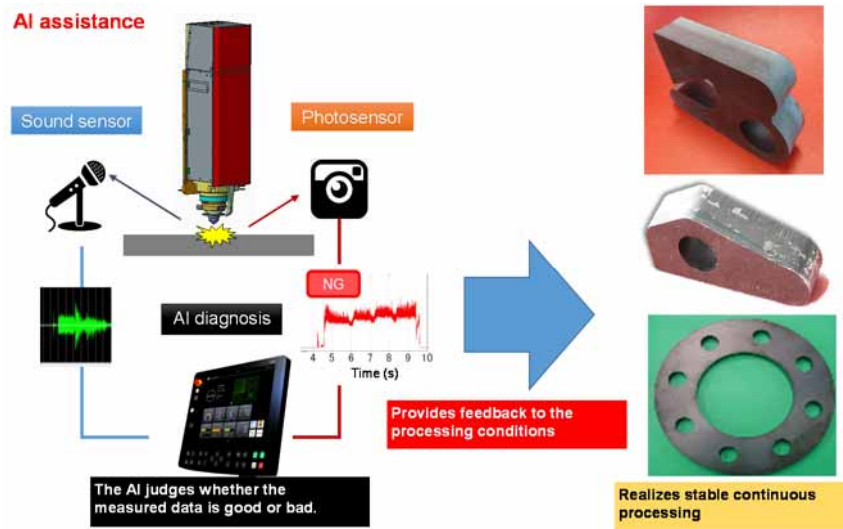 AI assistance
Sound sensor
Photosensor
NG
AI diagnosis
4 5 6 7 8 9 10
Time (s)
Provides feedback to the
processing conditions
The AI judges whether the
measured data is good or bad.
Realizes stable continuous
processing